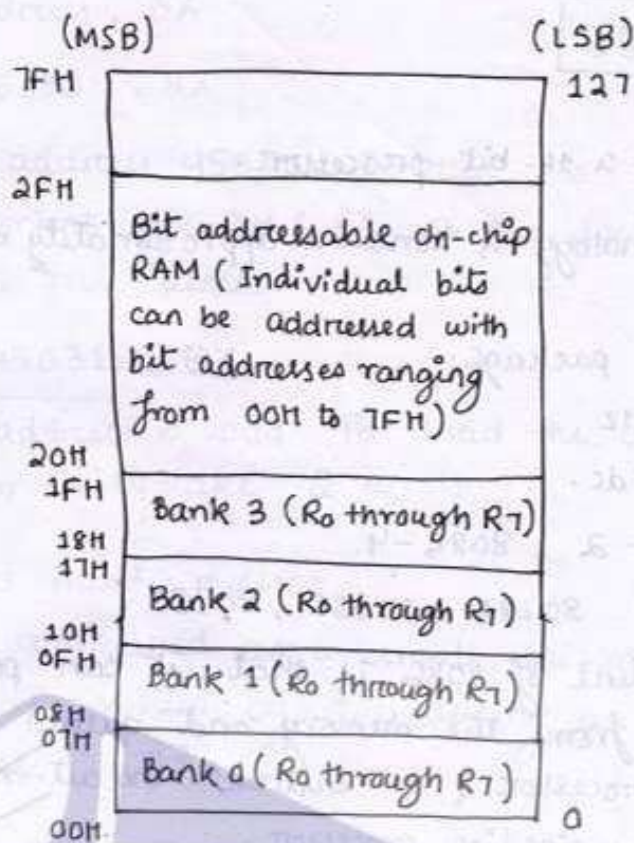 (MSB) (LSB)
7FH 127
2FH
Bit addressable on-chip
RAM ( Individual bits
can be addressed with
bit addresses ranging
from 00H to 7FH)
20H
1FH
Bank 3 (R0 through R7)
18H
17H
Bank 2 (R0 through R7)
10H
0FH
Bank 1 (R0 through R7)
08H
07H
Bank 0 (R0 through R7)
00H 0